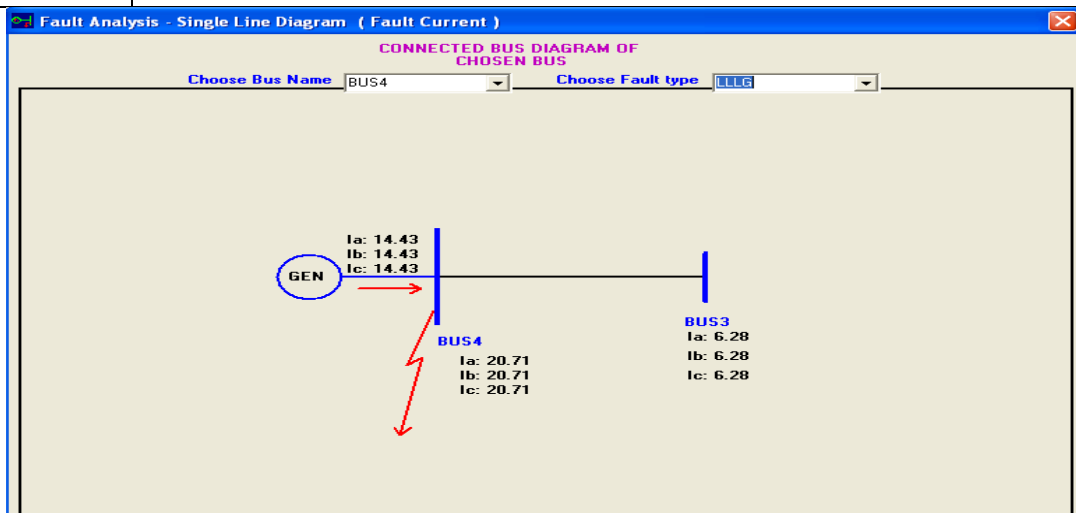 Fault Analysis - Single Line Diagram ( Fault Current )
CONNECTED BUS DIAGRAM OF
CHOSEN BUS
Choose Bus Name BUS4 Choose Fault type LLLG
Ia: 14.43
Ib: 14.43
Ic: 14.43
GEN
BUS4
Ia: 20.71
Ib: 20.71
Ic: 20.71
BUS3
Ia: 6.28
Ib: 6.28
Ic: 6.28